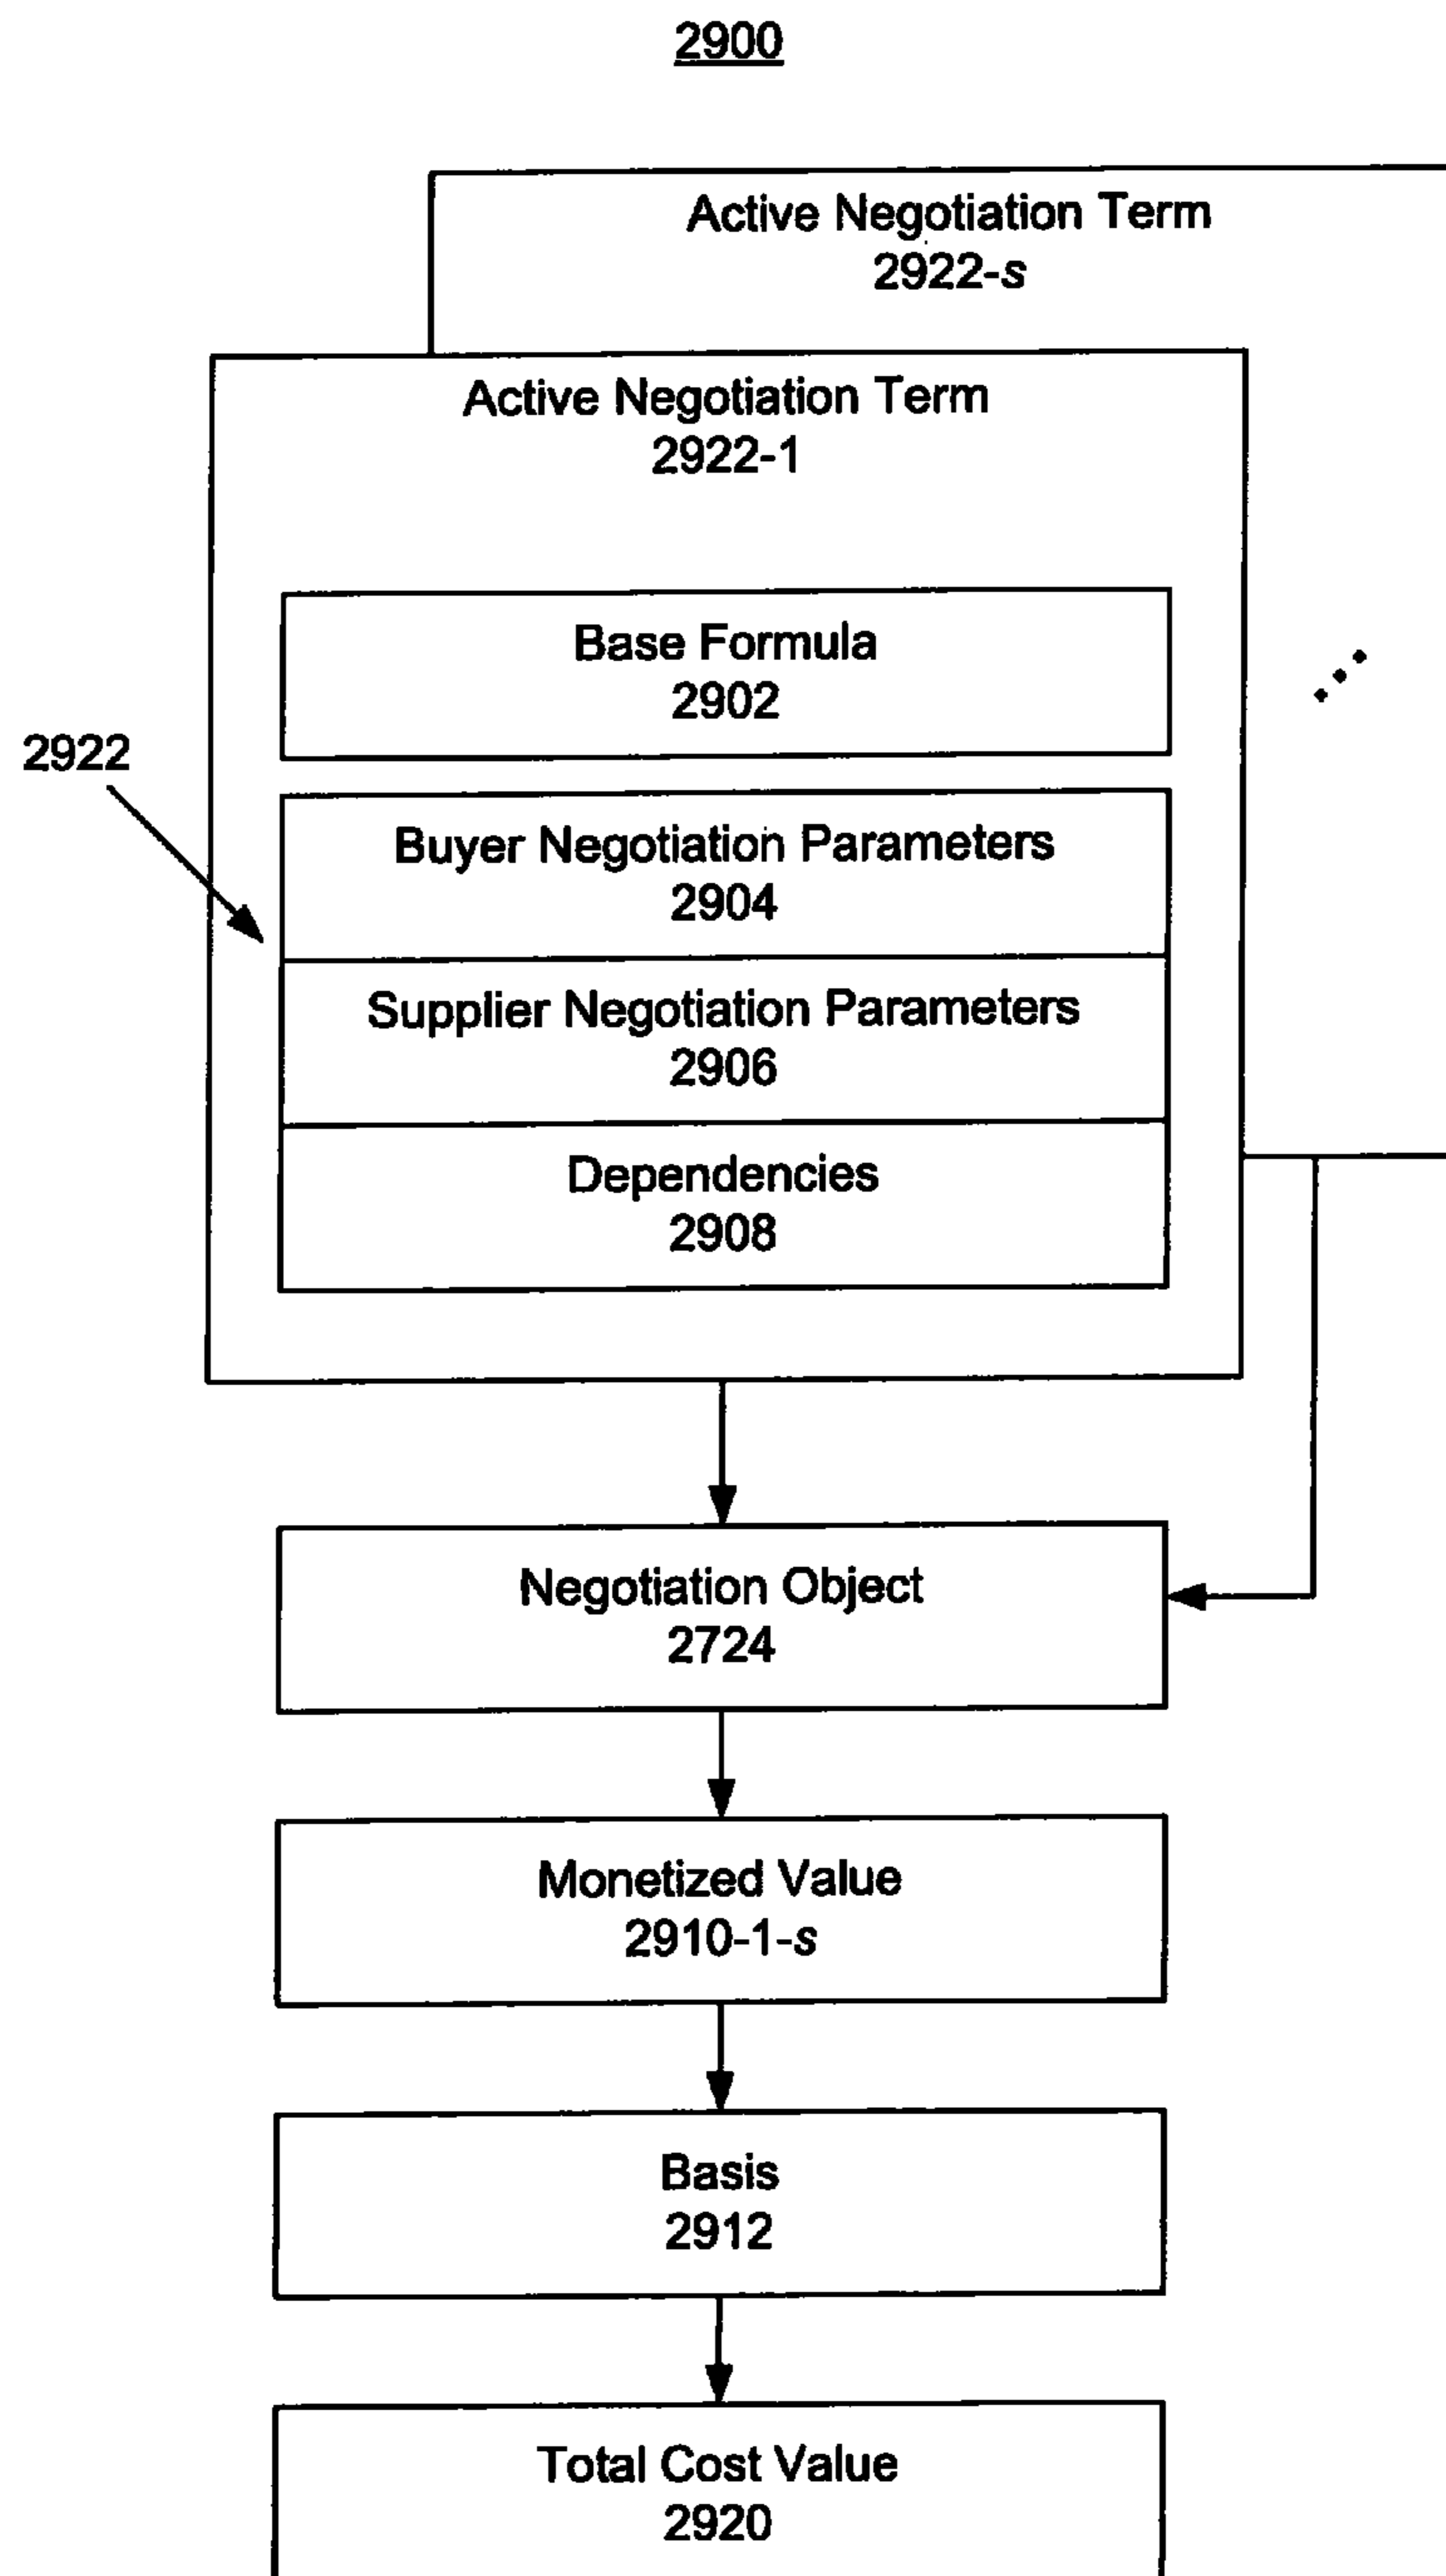 2900
Active Negotiation Term
2922-s
Active Negotiation Term
2922-1
Base Formula
2902
2922
Buyer Negotiation Parameters
2904
Supplier Negotiation Parameters
2906
Dependencies
2908
Negotiation Object
2724
Monetized Value
2910-1-s
Basis
2912
Total Cost Value
2920